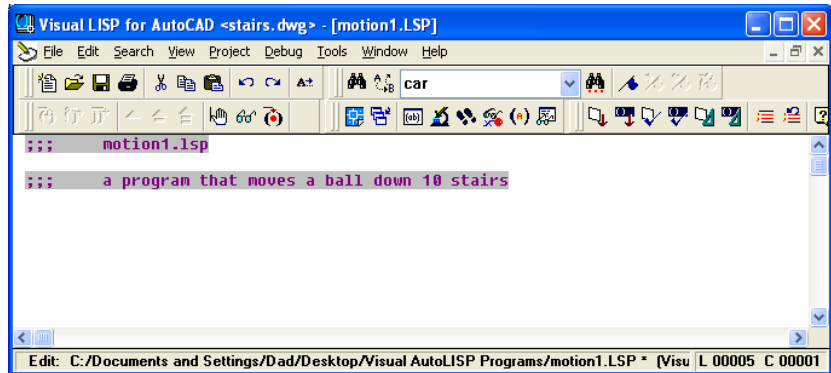 Visual LISP for AutoCAD <stairs.dwg> - [motion1.LSP]
File Edit Search View Project Debug Tools Window Help
car
;;; motion1.lsp
;;; a program that moves a ball down 10 stairs
Edit: C:/Documents and Settings/Dad/Desktop/Visual AutoLISP Programs/motion1.LSP * (Visu L 00005 C 00001